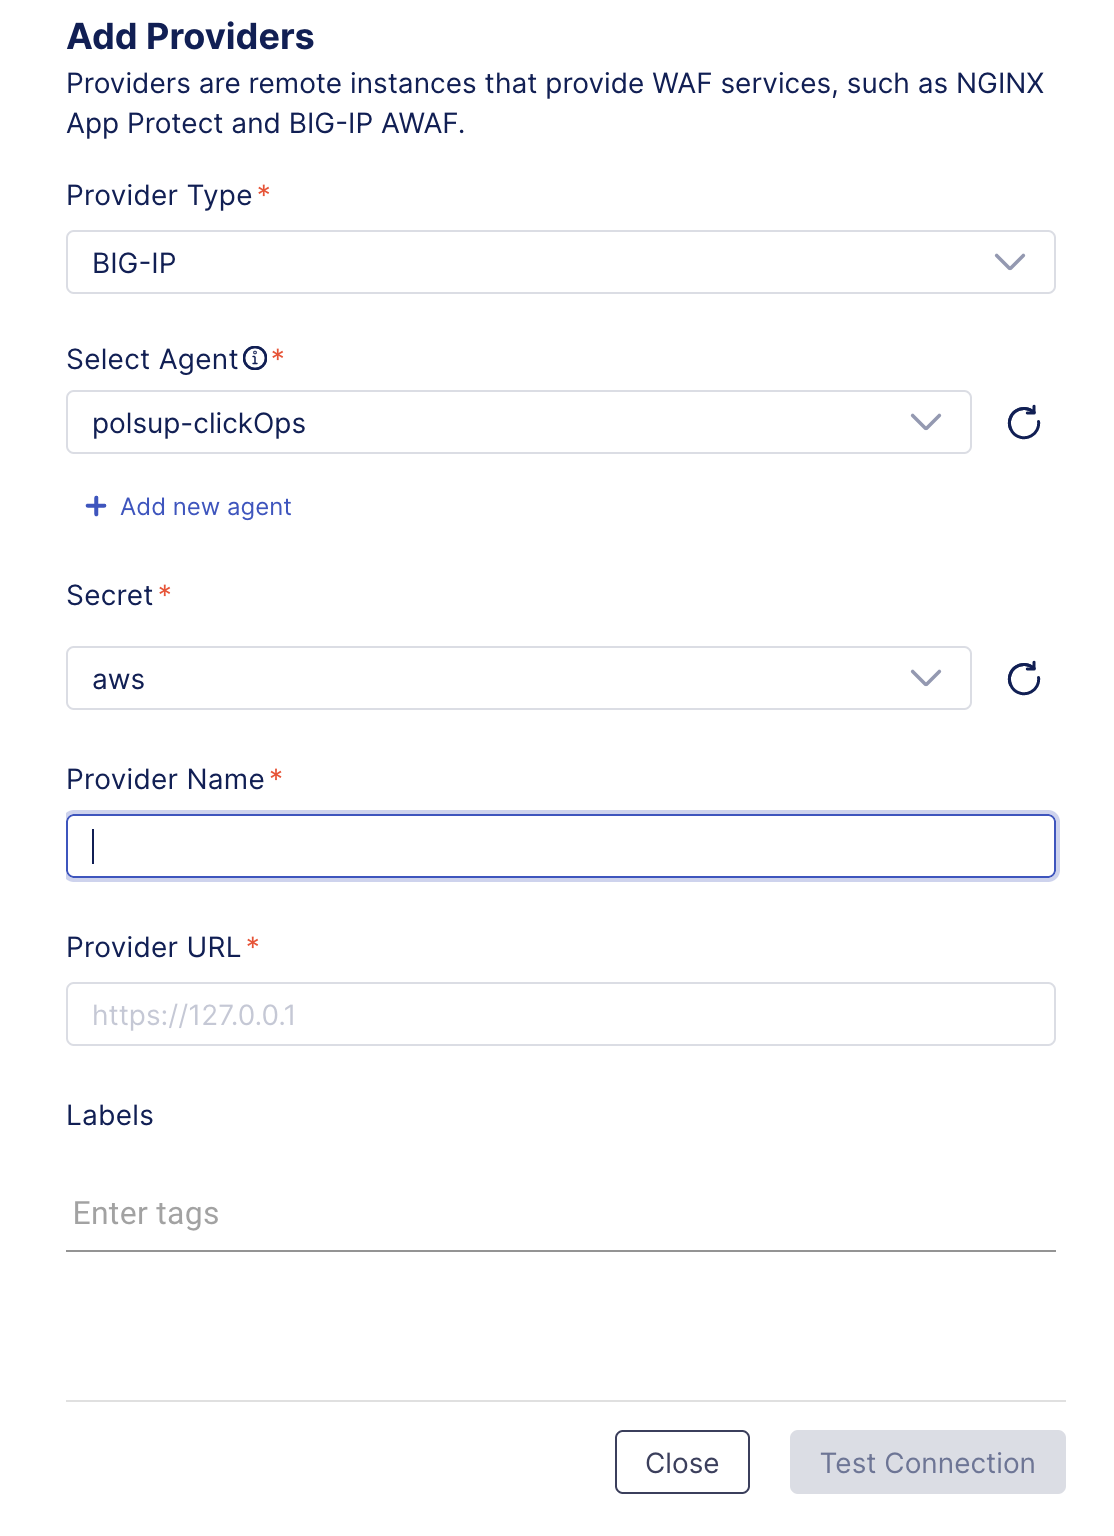 Add Providers
Providers are remote instances that provide WAF services, such as NGINX
App Protect and BIG-IP AWAF.
Provider Type*
BIG-IP
Select Agent*
polsup-clickOps
+ Add new agent
Secret*
aws
Provider Name*
Provider URL*
https://127.0.0.1
Labels
Enter tags
Close
Test Connection